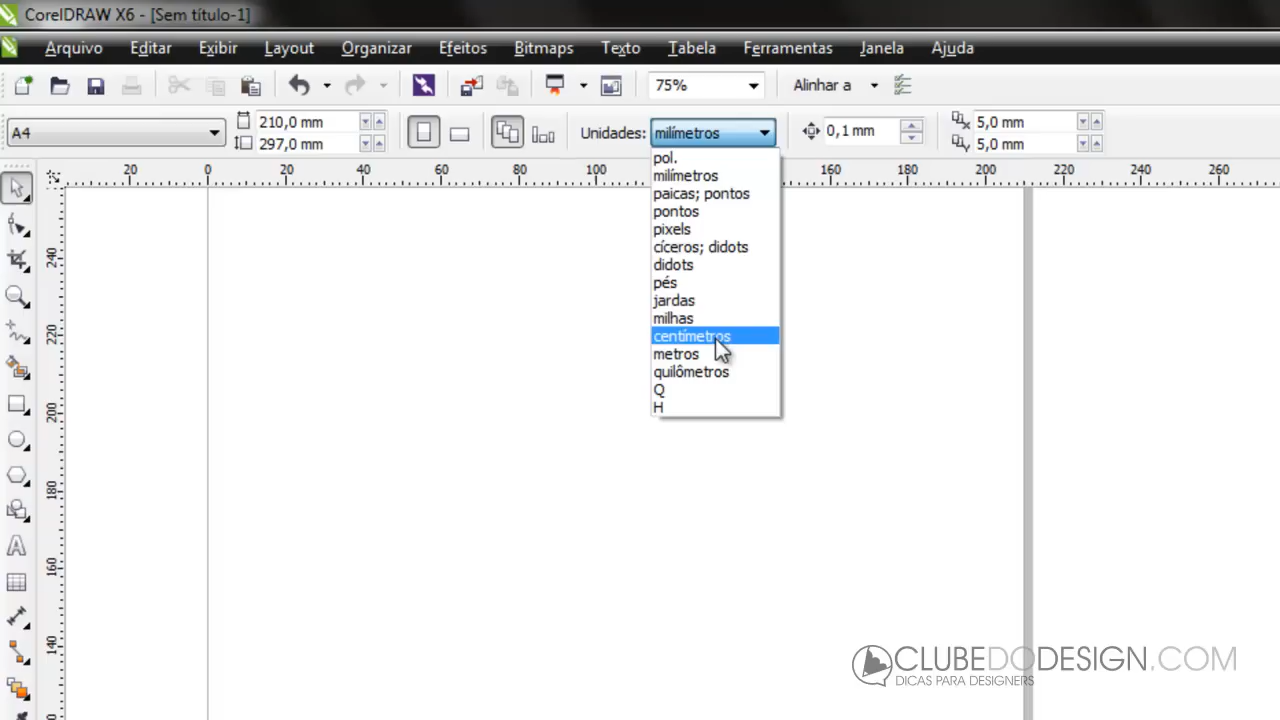 CorelDRAW X6 - [Sem título-1]
Arquivo Editar Exibir Layout Organizar Efeitos Bitmaps Texto Tabela Ferramentas Janela Ajuda
75% Alinhar a
A4 210,0 mm 297,0 mm Unidades: milímetros 0,1 mm 5,0 mm 5,0 mm
20 0 20 40 60 80 100 160 180 200 220 240 260
pol.
milímetros
paicas; pontos
pontos
pixels
cíceros; didots
didots
pés
jardas
milhas
centímetros
metros
quilômetros
Q
H
240
220
200
180
160
140
CLUBEDODESIGN.COM
DICAS PARA DESIGNERS